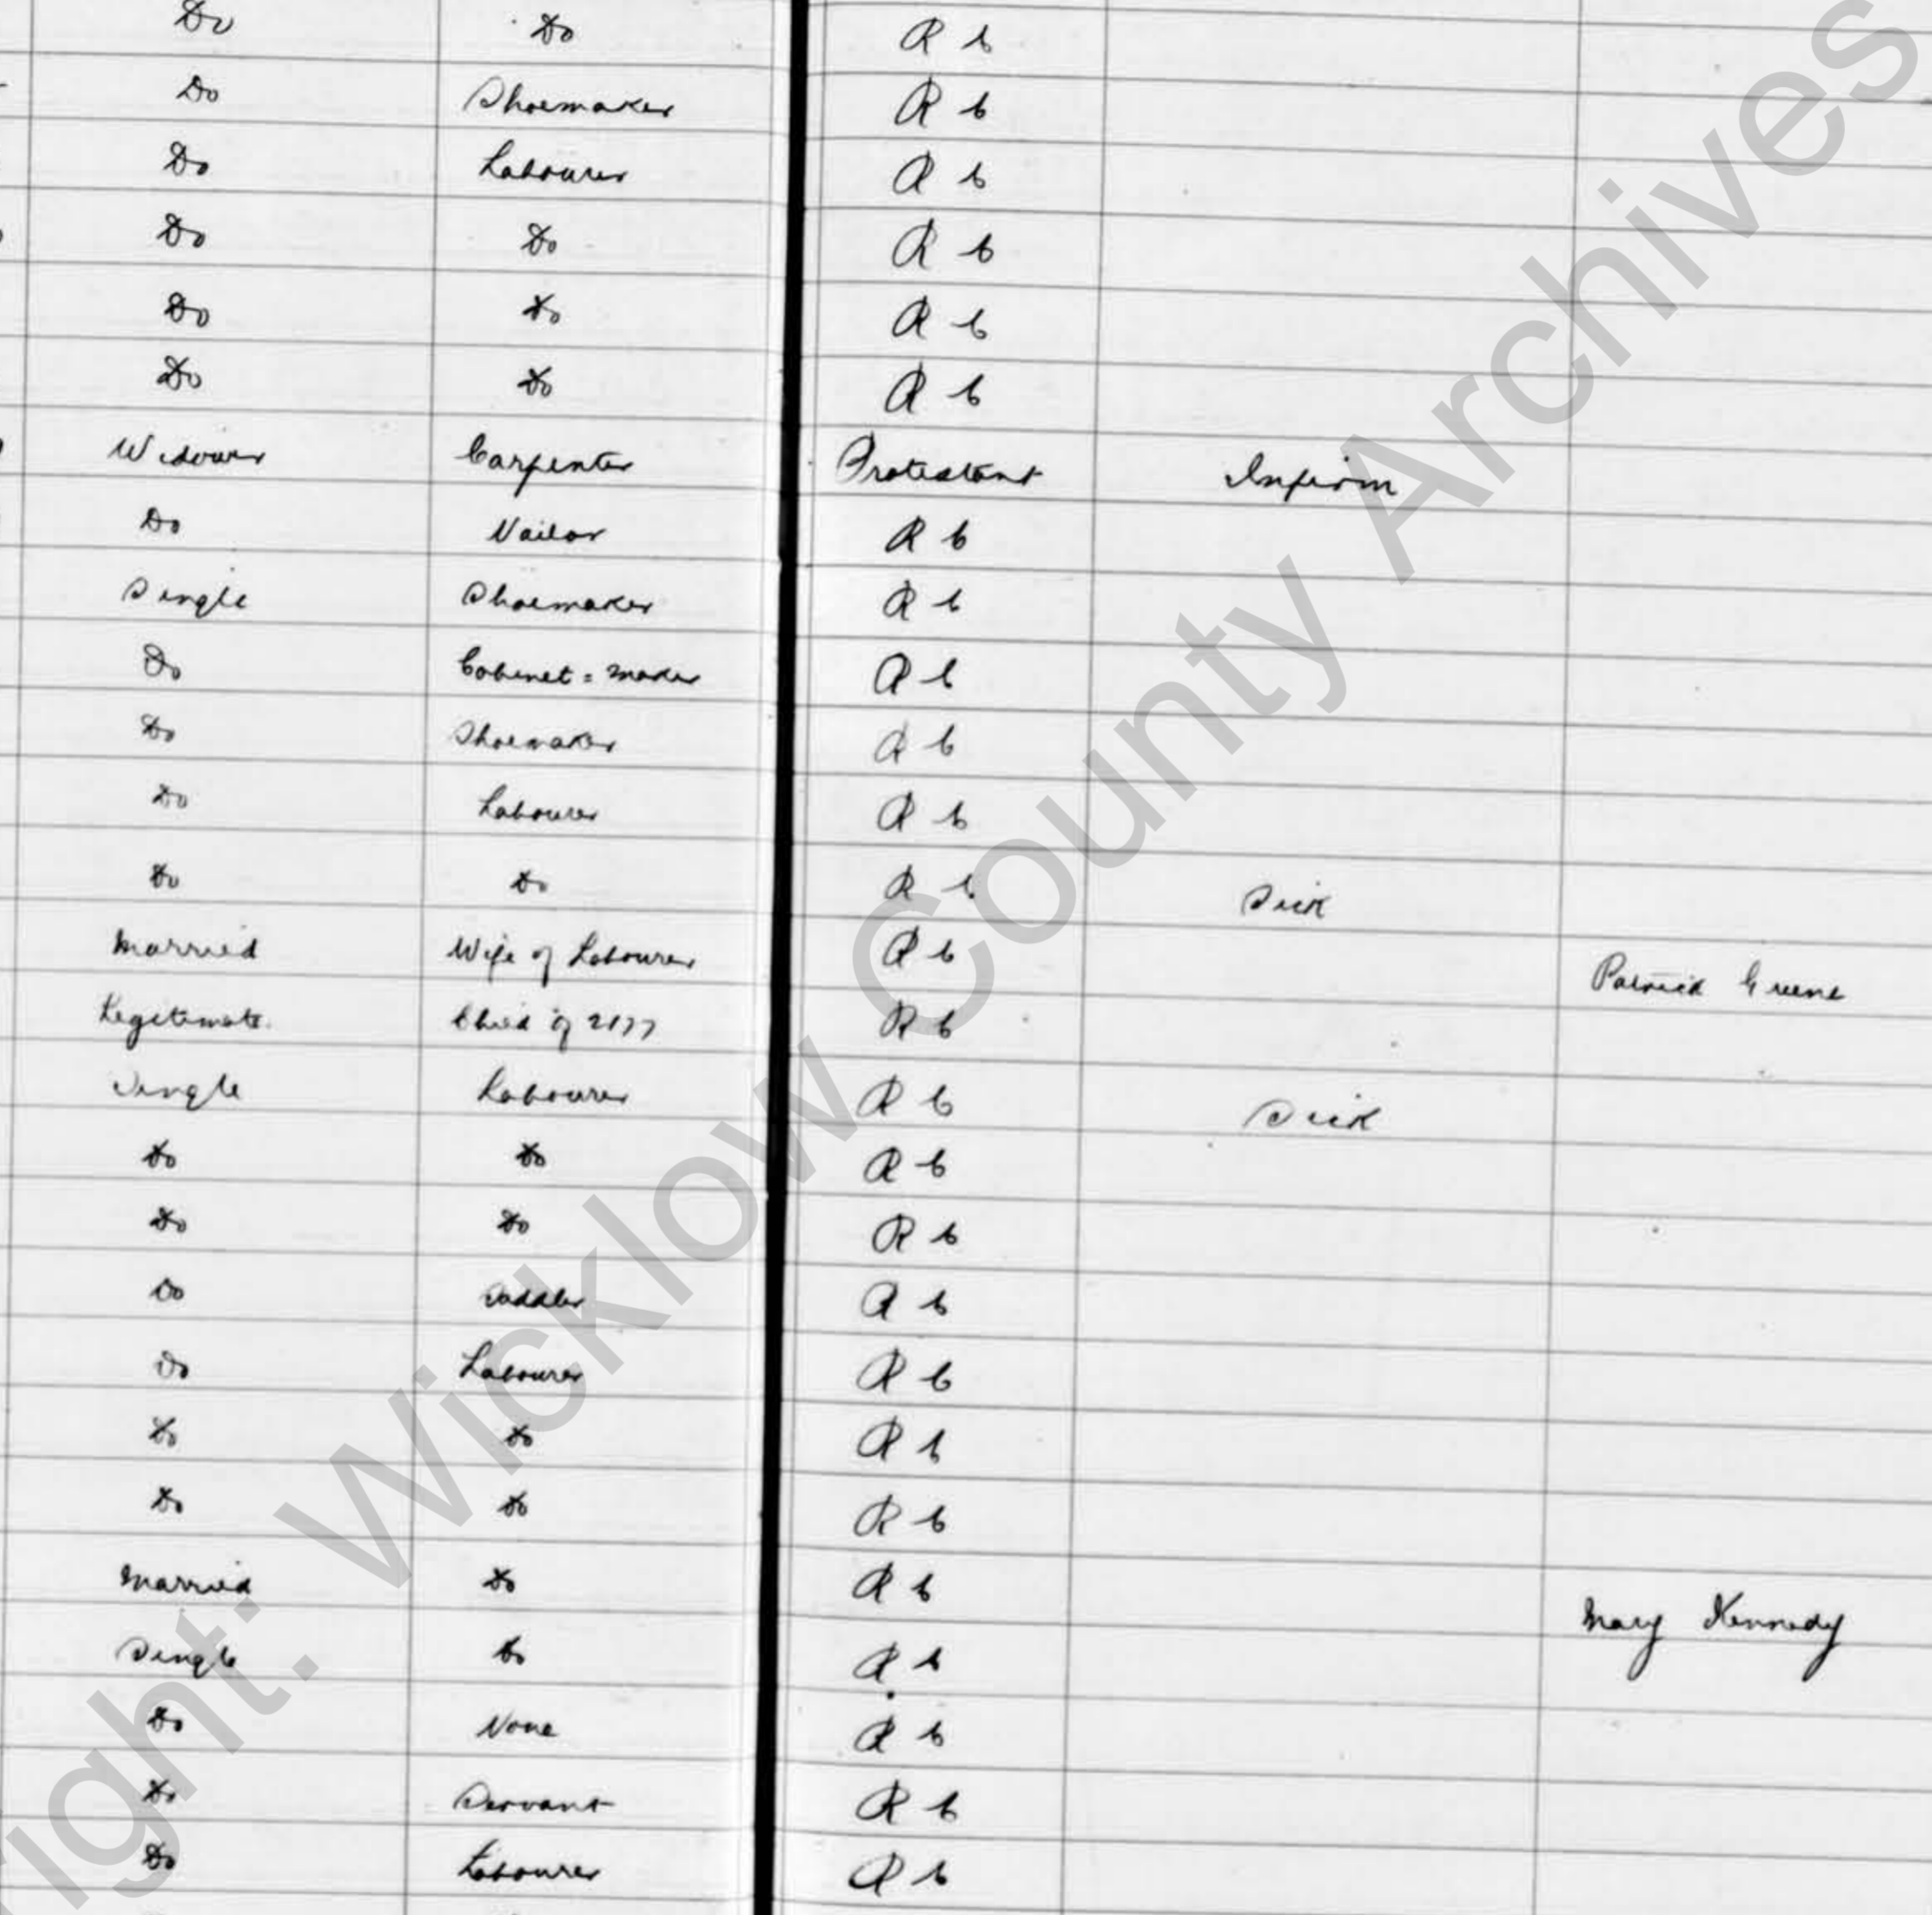 Do Do R C
Do Shoemaker R C
Do Labourer R C
Do Do R C
Do Do R C
Do Do R C
Widower Carpenter Protestant Infirm
Do Nailor R C
Single Shoemaker R C
Do Cabinet = maker R C
Do Shoemaker R C
Do Labourer R C
Do Do R C Sick
Married Wife of Labourer R C Patrick Greene
Legitimate. Child of 2177 R C
Single Labourer R C Sick
Do Do R C
Do Do R C
Do Saddler R C
Do Labourer R C
Do Do R C
Do Do R C
Married Do R C Mary Kennedy
Single Do R C
Do None R C
Do Servant R C
Do Labourer R C
ight: Wicklow County Archives